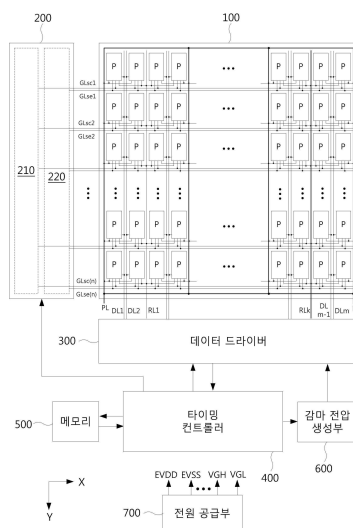 200
100
P P P P P P P P
GLsc1
GLse1
P P P P P P P P
GLsc2
GLse2
P P P P P P P P
210
220
P P P P P P P P
GLsc(n)
P P P P P P P P
GLse(n)
PL DL1 DL2 RL1 RLk DL m-1 DLm
300
데이터 드라이버
500
메모리
타이밍
컨트롤러
400
감마 전압
생성부
600
X
Y
EVDD EVSS VGH VGL
700
전원 공급부